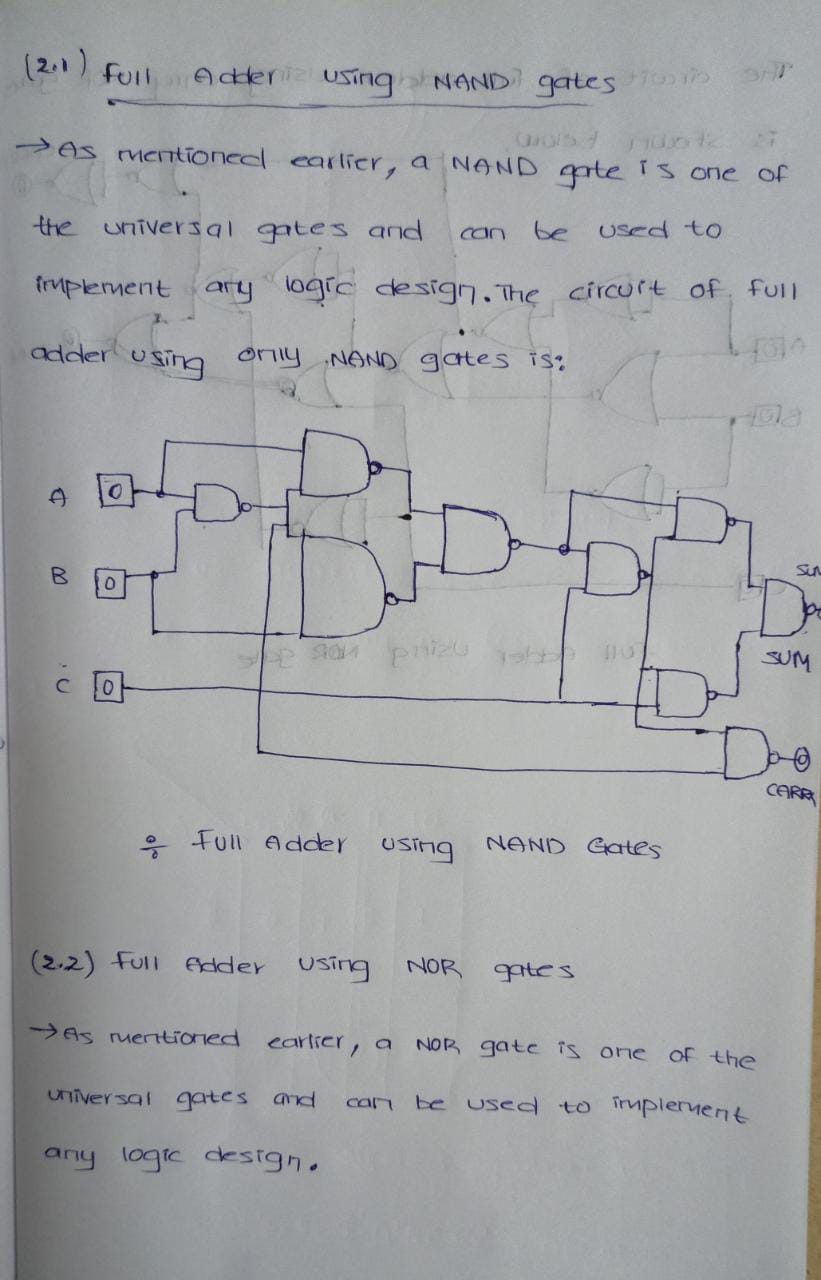 (2.1) Full Adder using NAND gates
→ As mentioned earlier, a NAND gate is one of
the universal gates and can be used to
implement any logic design. The circuit of full
adder using only NAND gates is:
A 0
B 0
C 0
SUM
CARRY
Full Adder using NAND Gates
(2.2) Full Adder using NOR gates
→ As mentioned earlier, a NOR gate is one of the
universal gates and can be used to implement
any logic design.